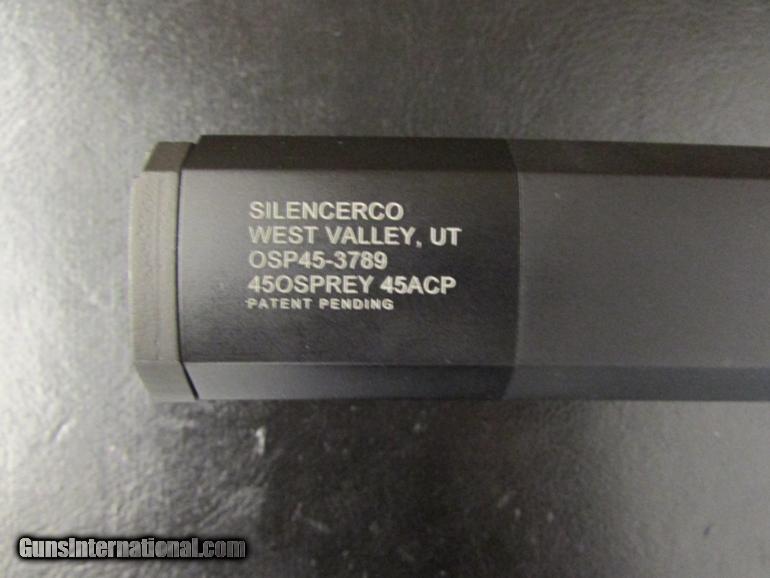 SILENCERCO
WEST VALLEY, UT
OSP45-3789
45OSPREY 45ACP
PATENT PENDING
GunsInternational.com